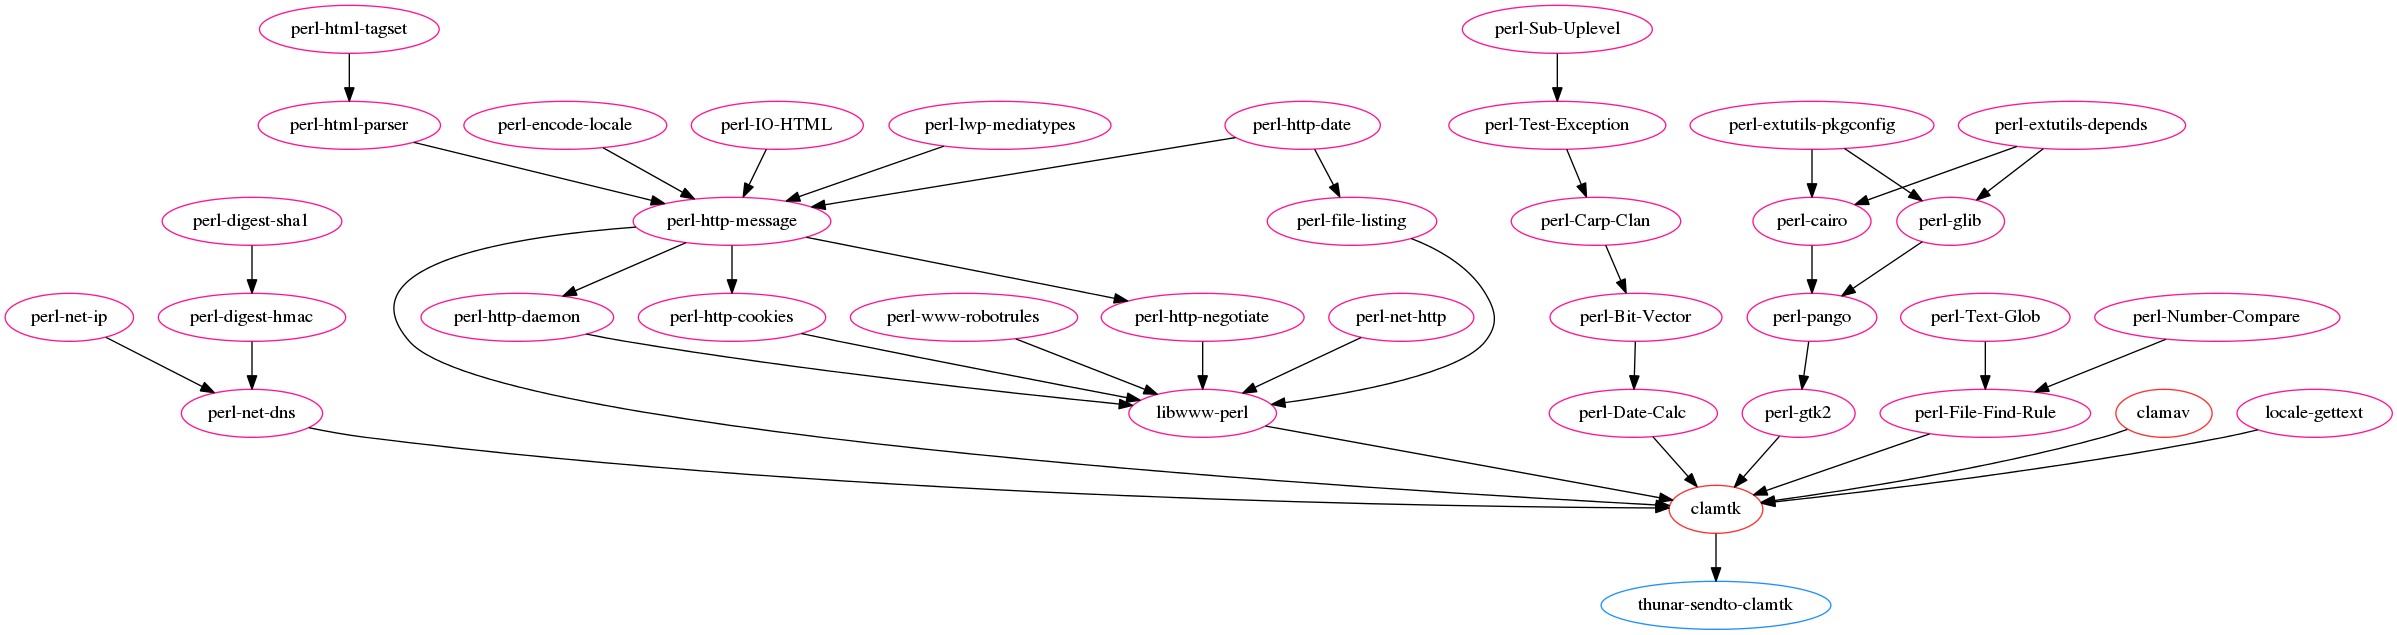 perl-html-tagset
perl-Sub-Uplevel
perl-html-parser
perl-encode-locale
perl-IO-HTML
perl-lwp-mediatypes
perl-http-date
perl-Test-Exception
perl-extutils-pkgconfig
perl-extutils-depends
perl-digest-sha1
perl-http-message
perl-file-listing
perl-Carp-Clan
perl-cairo
perl-glib
perl-net-ip
perl-digest-hmac
perl-http-daemon
perl-http-cookies
perl-www-robotrules
perl-http-negotiate
perl-net-http
perl-Bit-Vector
perl-pango
perl-Text-Glob
perl-Number-Compare
perl-net-dns
libwww-perl
perl-Date-Calc
perl-gtk2
perl-File-Find-Rule
clamav
locale-gettext
clamtk
thunar-sendto-clamtk